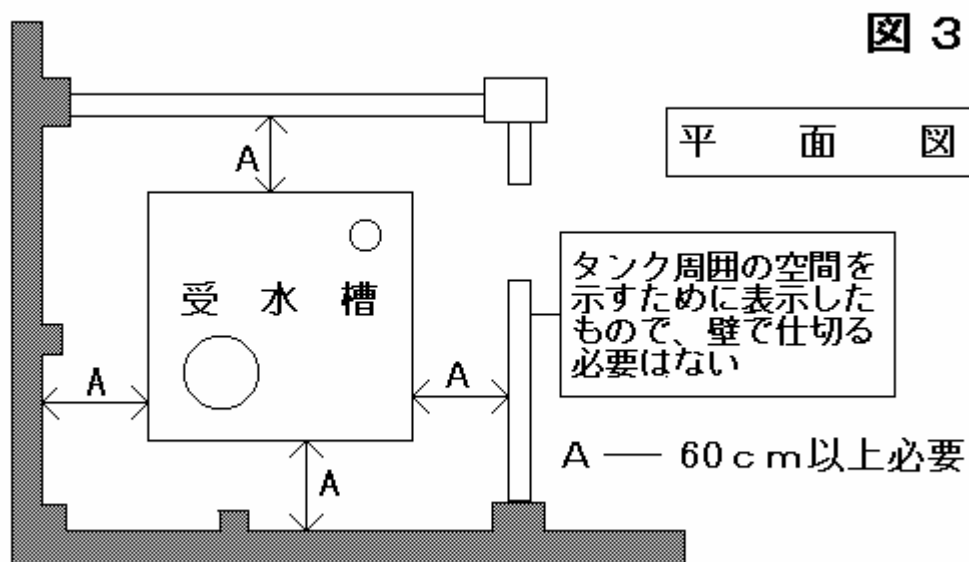 図 3
平 面 図
A
受 水 槽
タンク周囲の空間を
示すために表示した
もので、壁で仕切る
必要はない
A
A
A
A ― 60cm以上必要